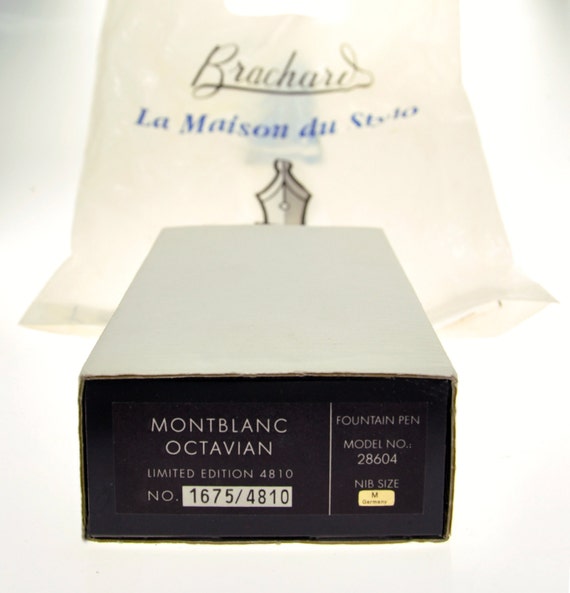 Brachard
La Maison du Stylo
MONTBLANC
OCTAVIAN
LIMITED EDITION 4810
NO. 1675/4810
FOUNTAIN PEN
MODEL NO.:
28604
NIB SIZE
M
Germany